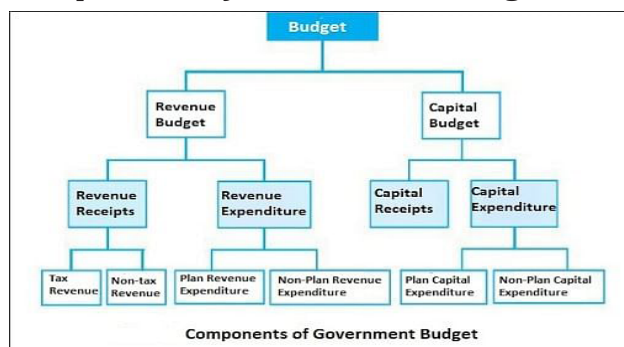 Budget
Revenue
Budget
Capital
Budget
Revenue
Receipts
Revenue
Expenditure
Capital
Receipts
Capital
Expenditure
Tax
Revenue
Non-tax
Revenue
Plan Revenue
Expenditure
Non-Plan Revenue
Expenditure
Plan Capital
Expenditure
Non-Plan Capital
Expenditure
Components of Government Budget